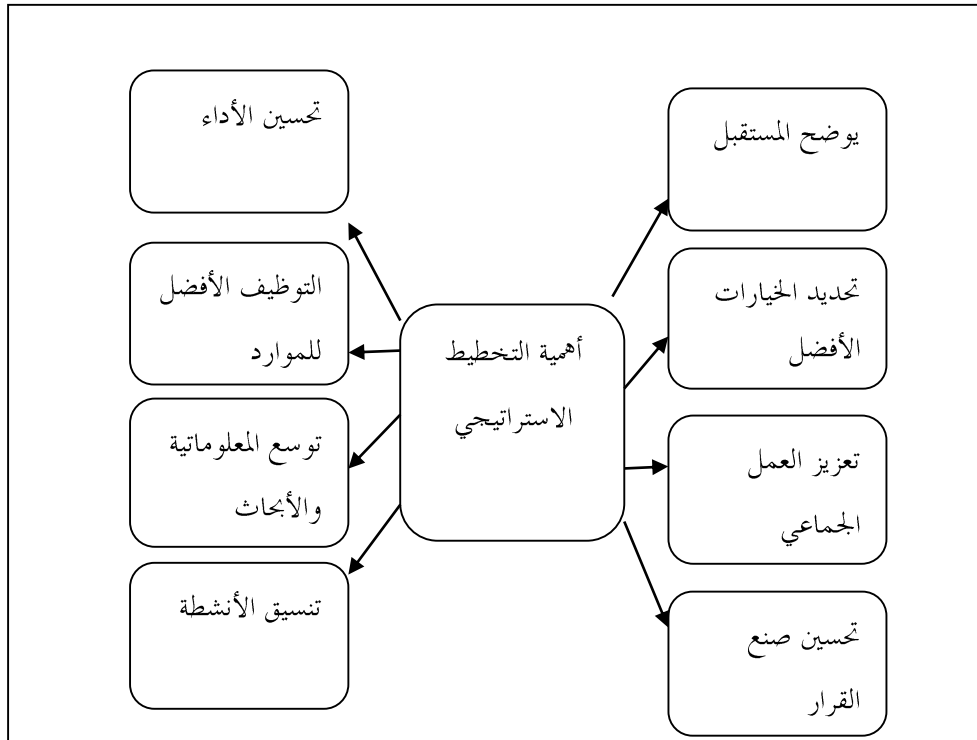 يوضح المستقبل
تحديد الخيارات
الأفضل
تعزيز العمل
الجماعي
تحسين صنع
القرار
أهمية التخطيط
الاستراتيجي
تحسين الأداء
التوظيف الأفضل
للموارد
توسع المعلوماتية
والأبحاث
تنسيق الأنشطة